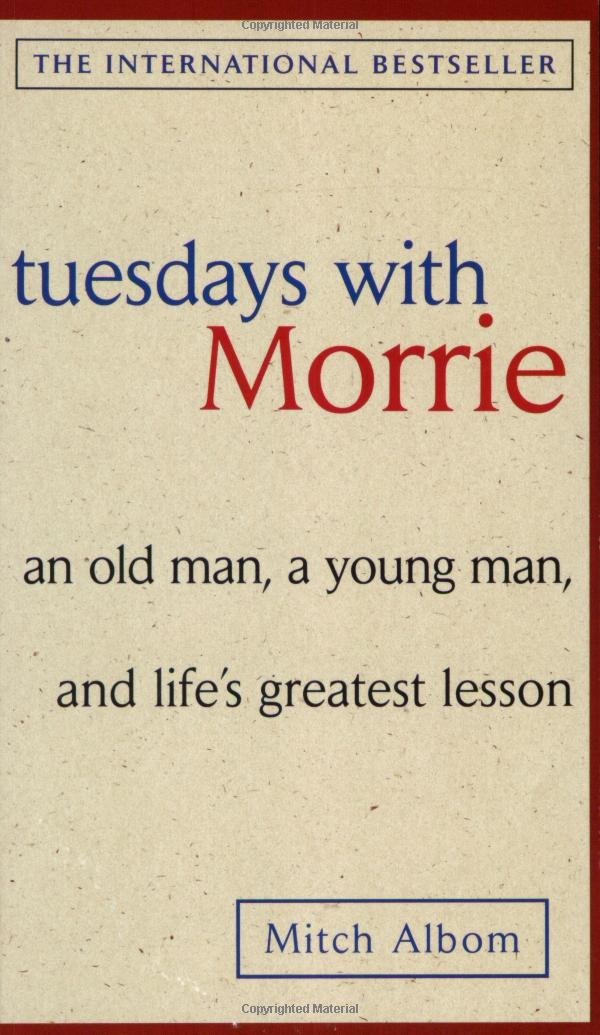 Copyrighted Material
THE INTERNATIONAL BESTSELLER
tuesdays with
Morrie
an old man, a young man,
and life's greatest lesson
Mitch Albom
Copyrighted Material